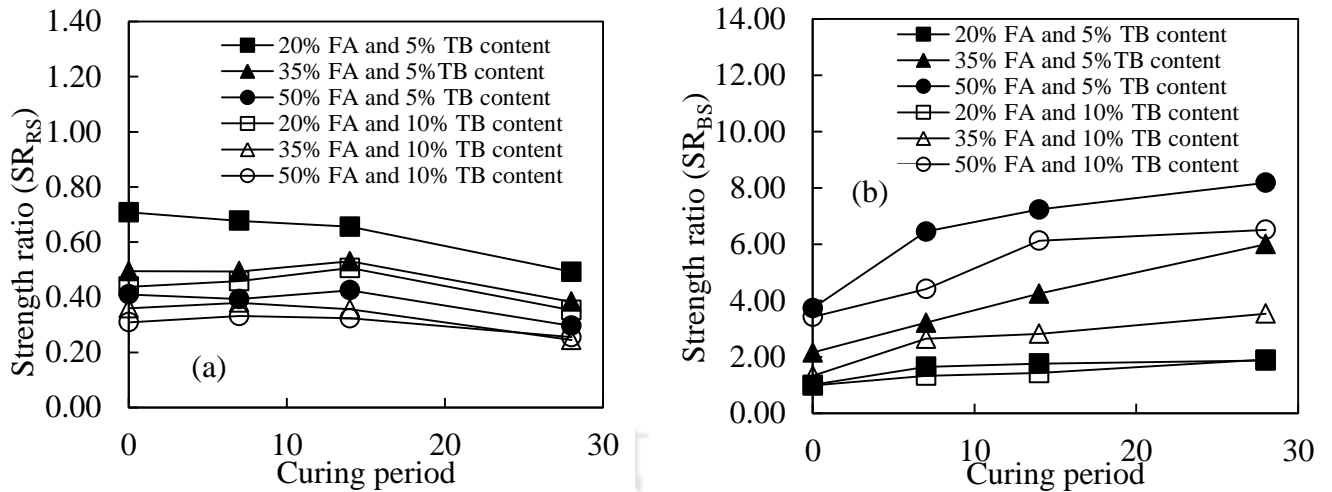 1.40
1.20
1.00
0.80
0.60
0.40
0.20
0.00
Strength ratio (SR_RS)
20% FA and 5% TB content
35% FA and 5%TB content
50% FA and 5% TB content
20% FA and 10% TB content
35% FA and 10% TB content
50% FA and 10% TB content
(a)
0 10 20 30
Curing period
14.00
12.00
10.00
8.00
6.00
4.00
2.00
0.00
Strength ratio (SR_BS)
20% FA and 5% TB content
35% FA and 5%TB content
50% FA and 5% TB content
20% FA and 10% TB content
35% FA and 10% TB content
50% FA and 10% TB content
(b)
0 10 20 30
Curing period